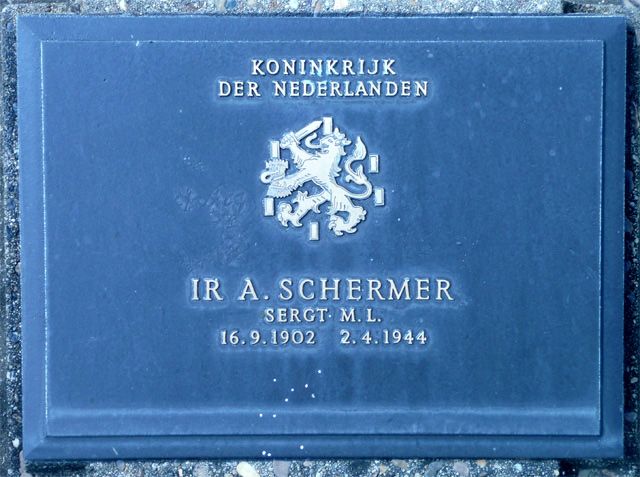 KONINKRIJK
DER NEDERLANDEN
IR A. SCHERMER
SERGT. M. L.
16.9.1902 2.4.1944